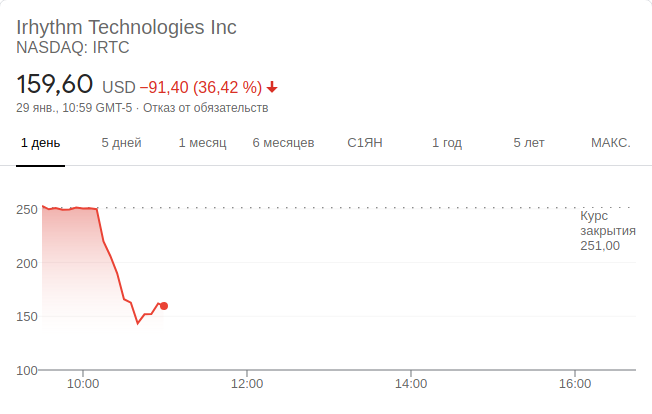 Irhythm Technologies Inc
NASDAQ: IRTC
159,60 USD −91,40 (36,42 %)
29 янв., 10:59 GMT-5 · Отказ от обязательств
1 день 5 дней 1 месяц 6 месяцев С1ЯН 1 год 5 лет МАКС.
250
Курс
закрытия
251,00
200
150
100
10:00 12:00 14:00 16:00